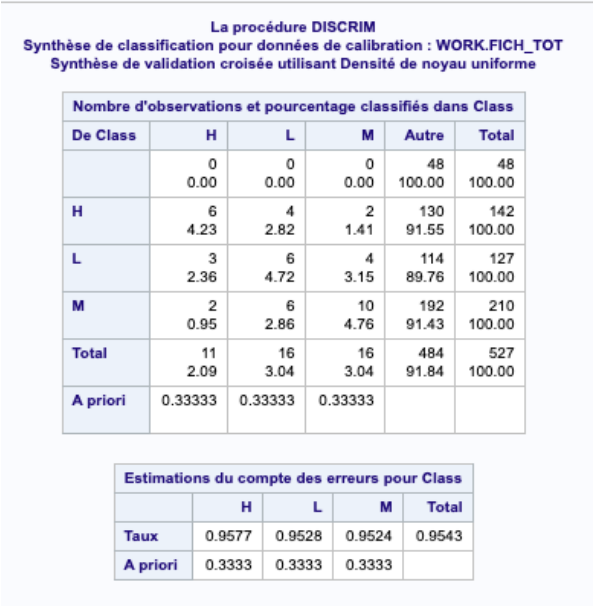 La procédure DISCRIM
Synthèse de classification pour données de calibration : WORK.FICH_TOT
Synthèse de validation croisée utilisant Densité de noyau uniforme
Nombre d'observations et pourcentage classifiés dans Class
De Class H L M Autre Total
0 0 0 48 48
0.00 0.00 0.00 100.00 100.00
H 6 4 2 130 142
4.23 2.82 1.41 91.55 100.00
L 3 6 4 114 127
2.36 4.72 3.15 89.76 100.00
M 2 6 10 192 210
0.95 2.86 4.76 91.43 100.00
Total 11 16 16 484 527
2.09 3.04 3.04 91.84 100.00
A priori 0.33333 0.33333 0.33333
Estimations du compte des erreurs pour Class
H L M Total
Taux 0.9577 0.9528 0.9524 0.9543
A priori 0.3333 0.3333 0.3333